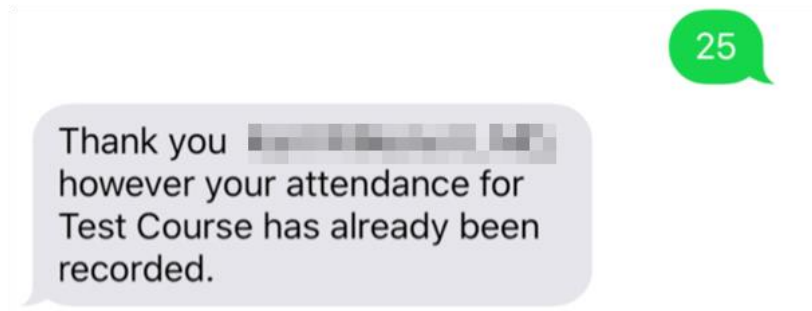 25
Thank you
however your attendance for
Test Course has already been
recorded.